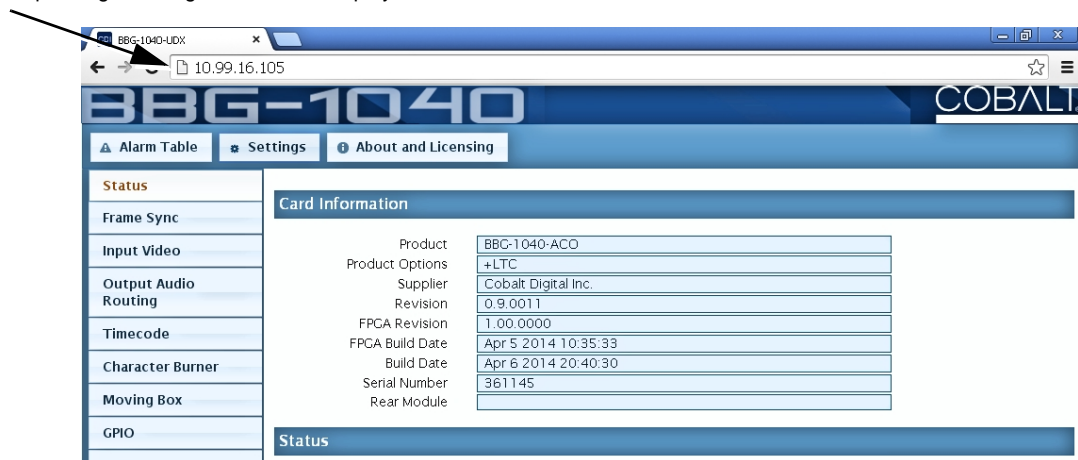 BBG-1040-UDX
10.99.16.105
BBG-1040
COBALT
Alarm Table
Settings
About and Licensing
Status
Frame Sync
Input Video
Output Audio
Routing
Timecode
Character Burner
Moving Box
GPIO
Card Information
Product BBG-1040-ACO
Product Options +LTC
Supplier Cobalt Digital Inc.
Revision 0.9.0011
FPGA Revision 1.00.0000
FPGA Build Date Apr 5 2014 10:35:33
Build Date Apr 6 2014 20:40:30
Serial Number 361145
Rear Module
Status